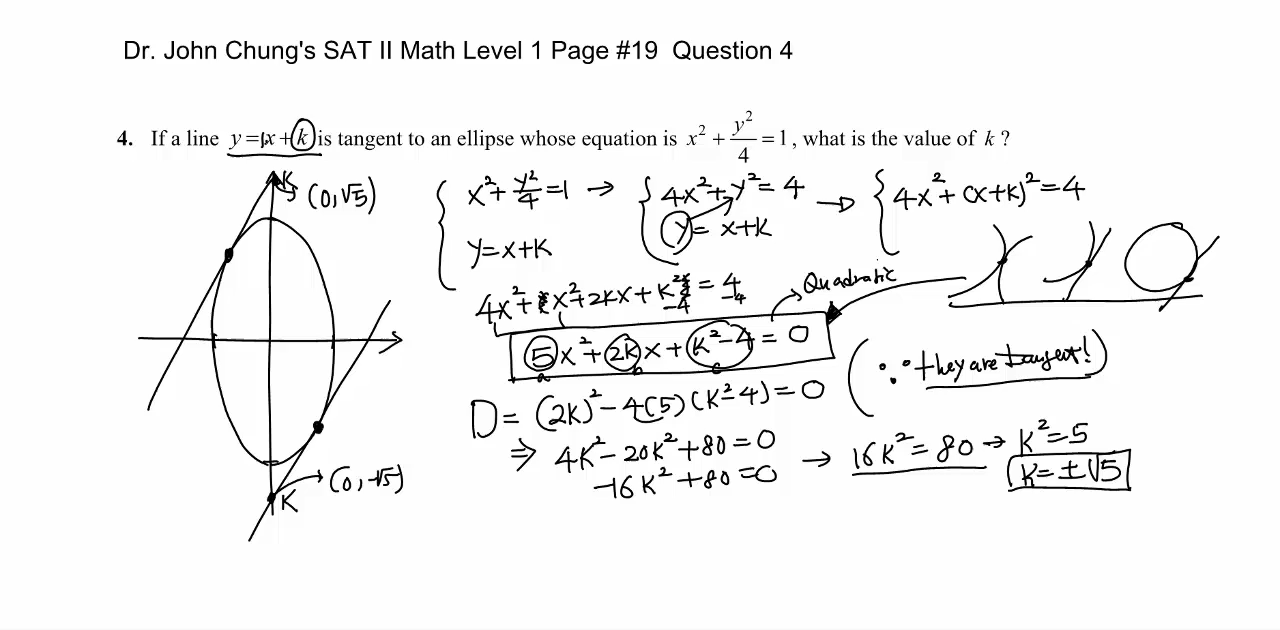 Dr. John Chung's SAT II Math Level 1 Page #19 Question 4
4. If a line y = 1x + k is tangent to an ellipse whose equation is x² + y²/4 = 1, what is the value of k ?
K
(0, √5)
{ x² + y²/4 = 1 → { 4x² + y² = 4 → { 4x² + (x+k)² = 4
y = x+k
y = x+k
4x² + x² + 2kx + k² = 4
-4 -4
→ Quadratic
5x² + 2kx + k² - 4 = 0
a b c
(∵ they are tangent!)
D = (2k)² - 4(5)(k² - 4) = 0
⇒ 4k² - 20k² + 80 = 0
-16k² + 80 = 0
→ 16k² = 80 → k² = 5
k = ±√5
(0, -√5)
K